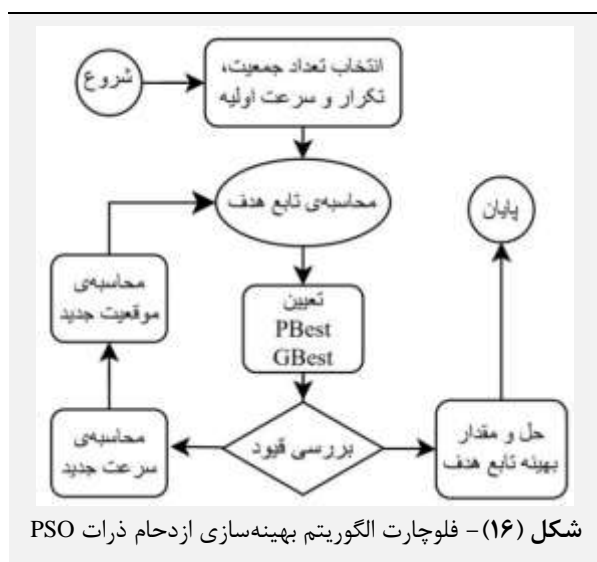 شروع
انتخاب تعداد جمعیت،
تکرار و سرعت اولیه
محاسبه‌ی تابع هدف
پایان
محاسبه‌ی
موقعیت جدید
تعیین
PBest
GBest
محاسبه‌ی
سرعت جدید
بررسی قیود
حل و مقدار
بهینه تابع هدف
شکل (۱۶)- فلوچارت الگوریتم بهینه‌سازی ازدحام ذرات PSO